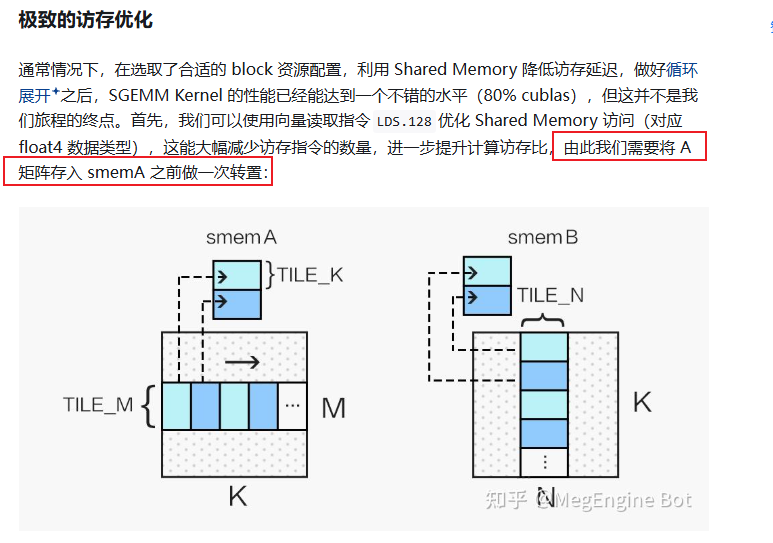 极致的访存优化
通常情况下，在选取了合适的 block 资源配置，利用 Shared Memory 降低访存延迟，做好循环
展开之后，SGEMM Kernel 的性能已经能达到一个不错的水平（80% cublas），但这并不是我
们旅程的终点。首先，我们可以使用向量读取指令 LDS.128 优化 Shared Memory 访问（对应
float4 数据类型），这能大幅减少访存指令的数量，进一步提升计算访存比，由此我们需要将 A
矩阵存入 smemA 之前做一次转置：
smem A
smem B
TILE_K
TILE_N
TILE_M
...
M
K
K
N
知乎 @MegEngine Bot